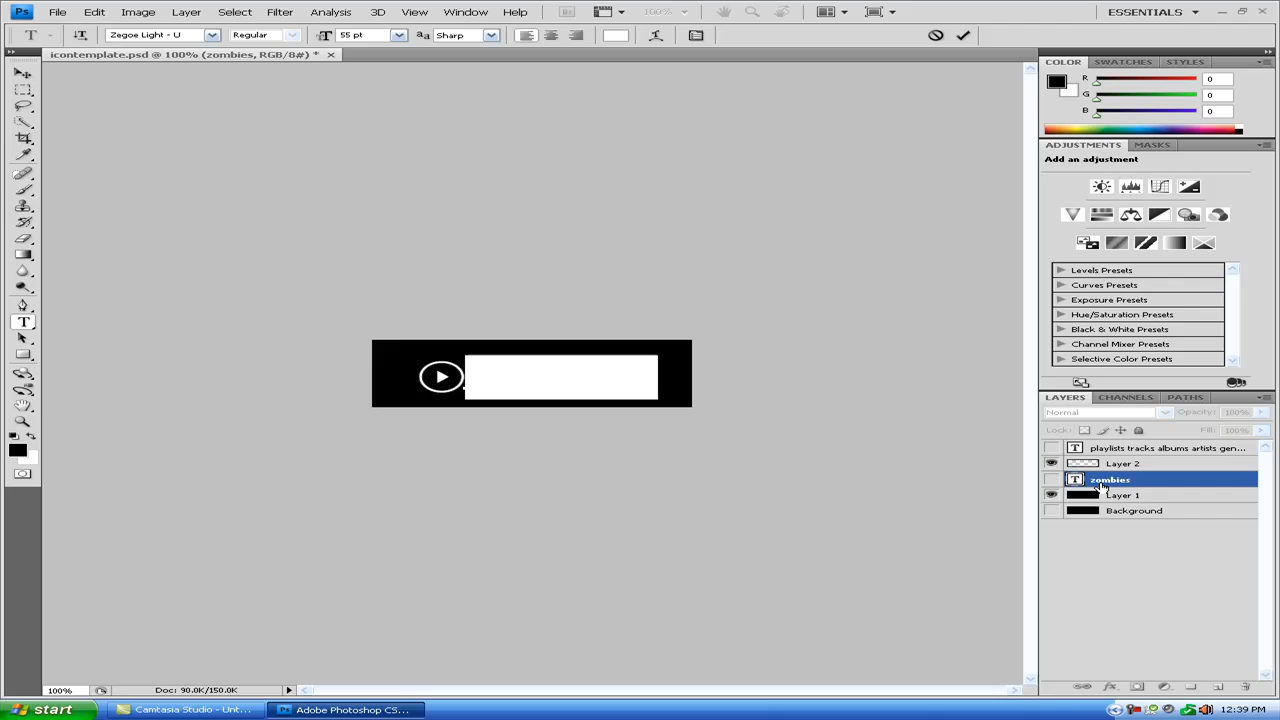 Ps File Edit Image Layer Select Filter Analysis 3D View Window Help Br 100% ESSENTIALS
T Zegoe Light - U Regular 55 pt Sharp
icontemplate.psd @ 100% (zombies, RGB/8#) *
COLOR SWATCHES STYLES
R 0
G 0
B 0
ADJUSTMENTS MASKS
Add an adjustment
Levels Presets
Curves Presets
Exposure Presets
Hue/Saturation Presets
Black & White Presets
Channel Mixer Presets
Selective Color Presets
LAYERS CHANNELS PATHS
Normal Opacity: 100%
Lock: Fill: 100%
T playlists tracks albums artists gen...
Layer 2
T zombies
Layer 1
Background
100% Doc: 90.0K/150.0K
start Camtasia Studio - Unt... Ps Adobe Photoshop CS... 12:39 PM